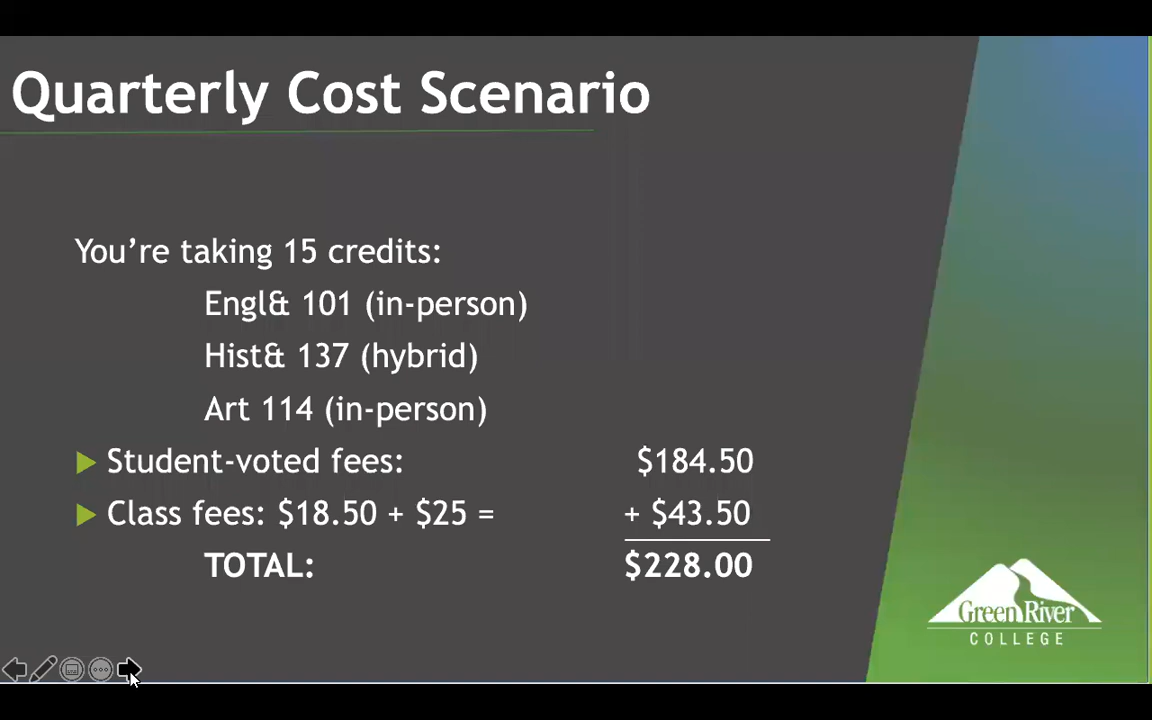 Quarterly Cost Scenario
You’re taking 15 credits:
Engl& 101 (in-person)
Hist& 137 (hybrid)
Art 114 (in-person)
Student-voted fees: $184.50
Class fees: $18.50 + $25 = + $43.50
TOTAL: $228.00
Green River
COLLEGE